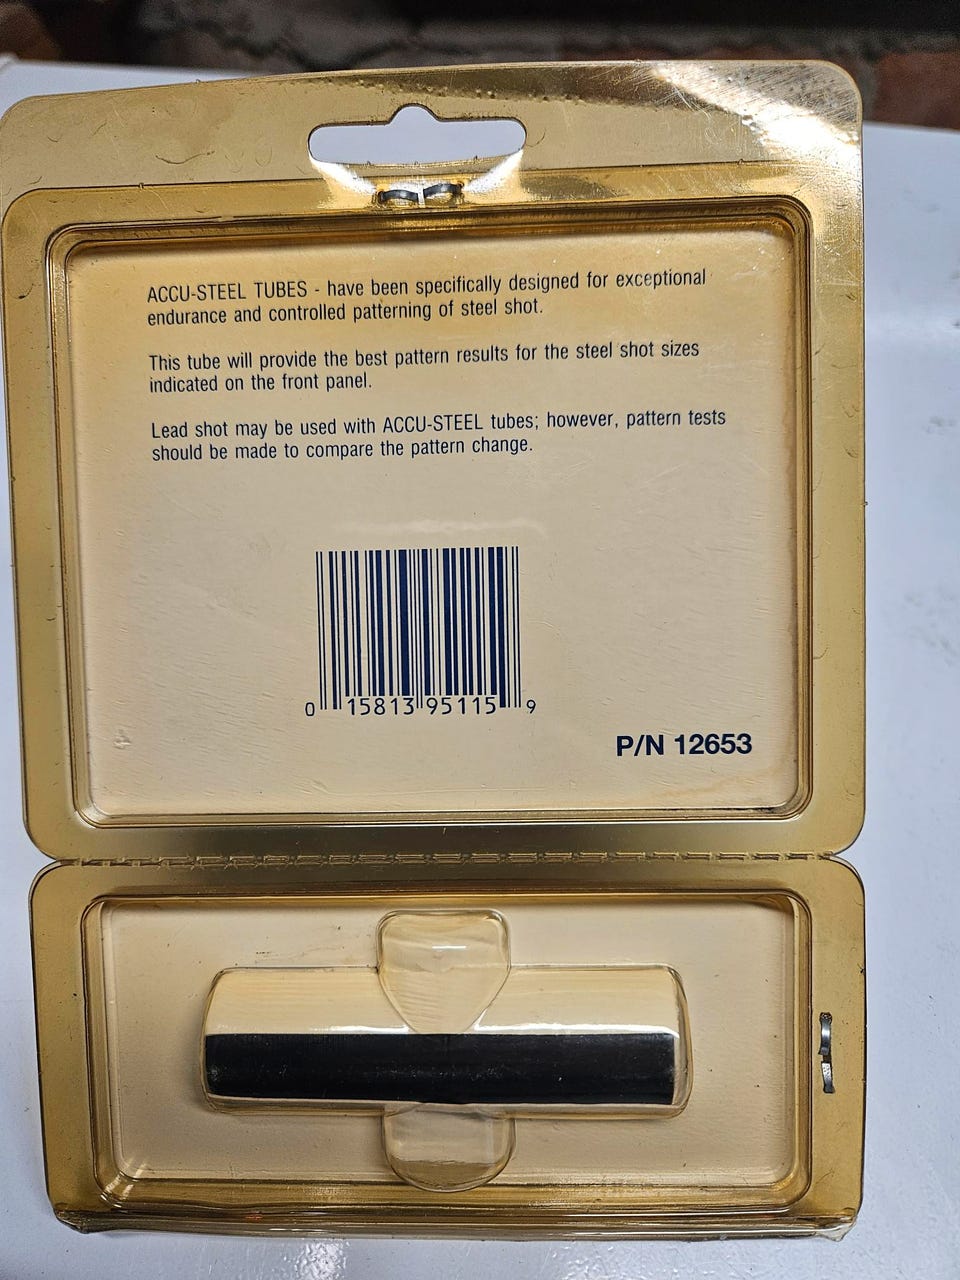 ACCU-STEEL TUBES - have been specifically designed for exceptional
endurance and controlled patterning of steel shot.
This tube will provide the best pattern results for the steel shot sizes
indicated on the front panel.
Lead shot may be used with ACCU-STEEL tubes; however, pattern tests
should be made to compare the pattern change.
0 15813 95115 9
P/N 12653